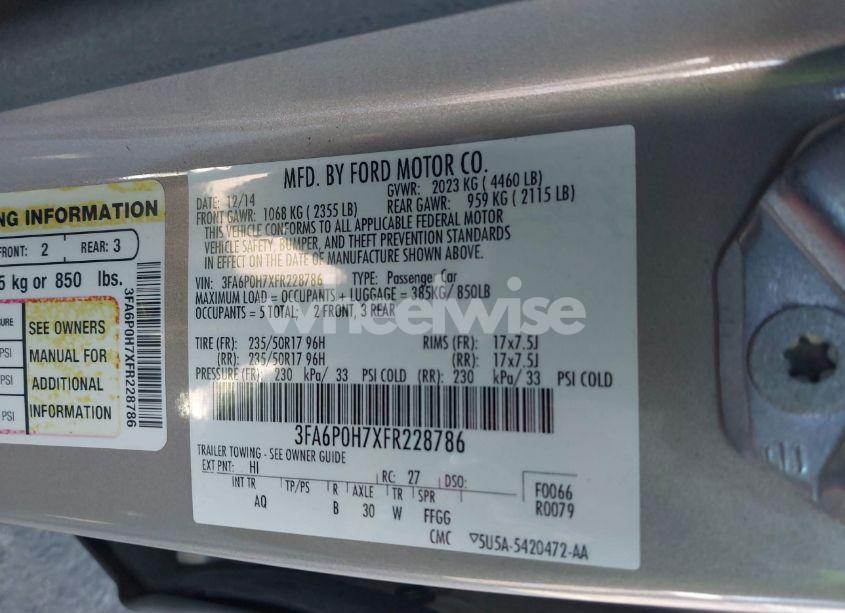 MFD. BY FORD MOTOR CO.
DATE: 12/14 GVWR: 2023 KG ( 4460 LB)
FRONT GAWR: 1068 KG ( 2355 LB) REAR GAWR: 959 KG ( 2115 LB)
THIS VEHICLE CONFORMS TO ALL APPLICABLE FEDERAL MOTOR
VEHICLE SAFETY, BUMPER, AND THEFT PREVENTION STANDARDS
IN EFFECT ON THE DATE OF MANUFACTURE SHOWN ABOVE.
VIN: 3FA6P0H7XFR228786 TYPE: Passenger Car
MAXIMUM LOAD = OCCUPANTS + LUGGAGE = 385KG/ 850LB
OCCUPANTS = 5 TOTAL; 2 FRONT, 3 REAR
TIRE (FR): 235/50R17 96H RIMS (FR): 17x7.5J
(RR): 235/50R17 96H (RR): 17x7.5J
PRESSURE (FR): 230 kPa/ 33 PSI COLD (RR): 230 kPa/ 33 PSI COLD
3FA6P0H7XFR228786
TRAILER TOWING - SEE OWNER GUIDE
EXT PNT: HI RC: 27 DSO:
INT TR TP/PS R AXLE TR SPR F0066
AQ B 30 W FFGG R0079
CMC ▽5U5A-5420472-AA
INFORMATION
FRONT: 2 REAR: 3
kg or 850 lbs.
SEE OWNERS
MANUAL FOR
ADDITIONAL
INFORMATION
PSI
PSI
PSI
3FA6P0H7XFR228786
wheelwise
wheelwise